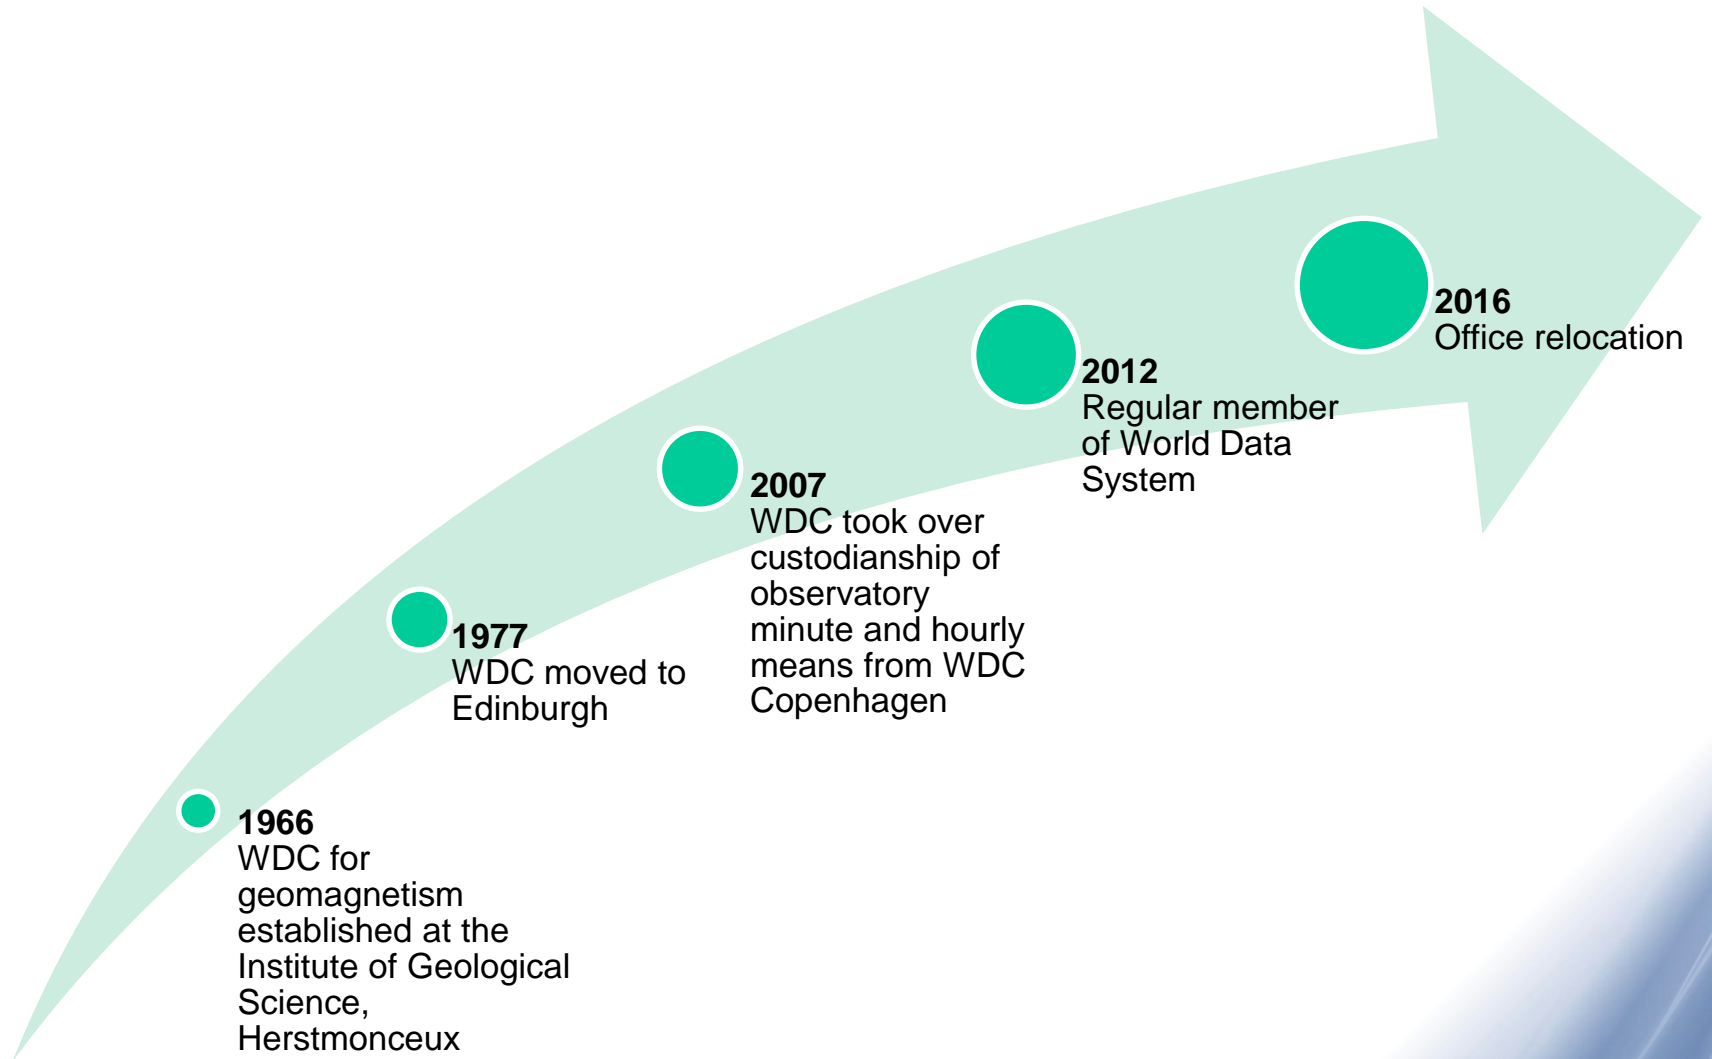 1966
WDC for
geomagnetism
established at the
Institute of Geological
Science,
Herstmonceux
1977
WDC moved to
Edinburgh
2007
WDC took over
custodianship of
observatory
minute and hourly
means from WDC
Copenhagen
2012
Regular member
of World Data
System
2016
Office relocation